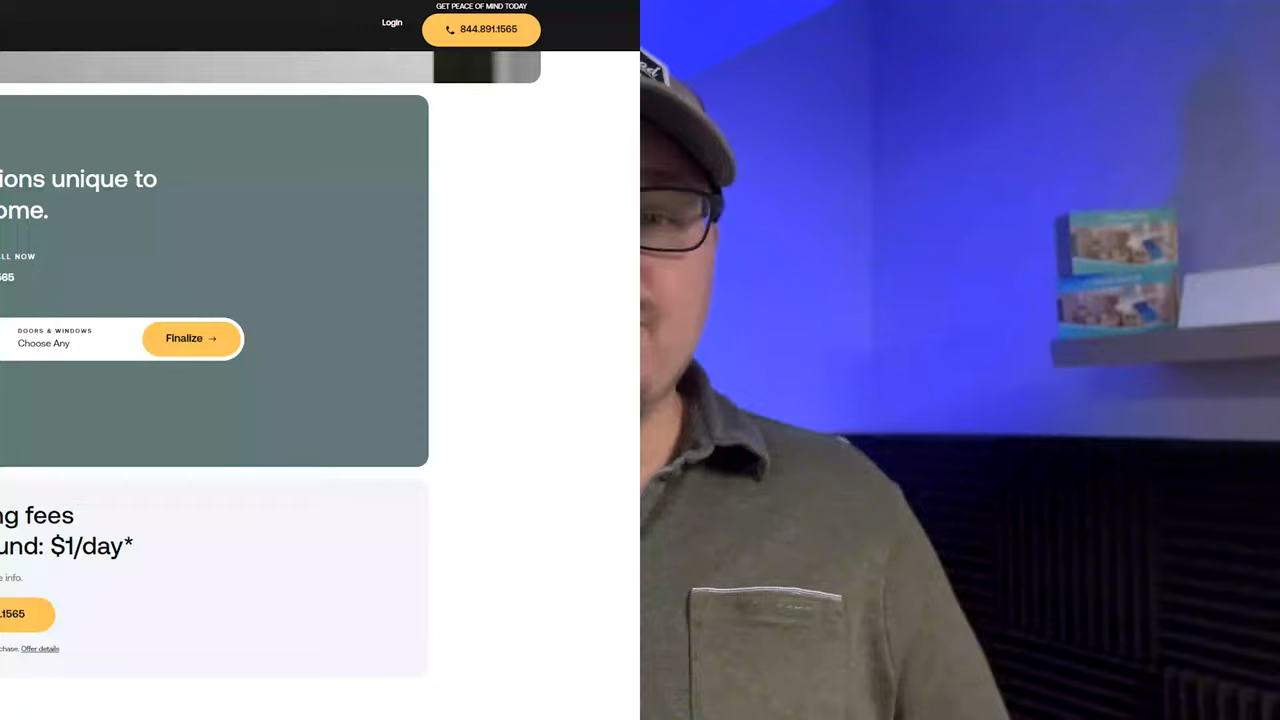 GET PEACE OF MIND TODAY
Login
844.891.1565
ions unique to
ome.
ALL NOW
565
DOORS & WINDOWS
Choose Any
Finalize →
ng fees
und: $1/day*
e info.
.1565
chase. Offer details